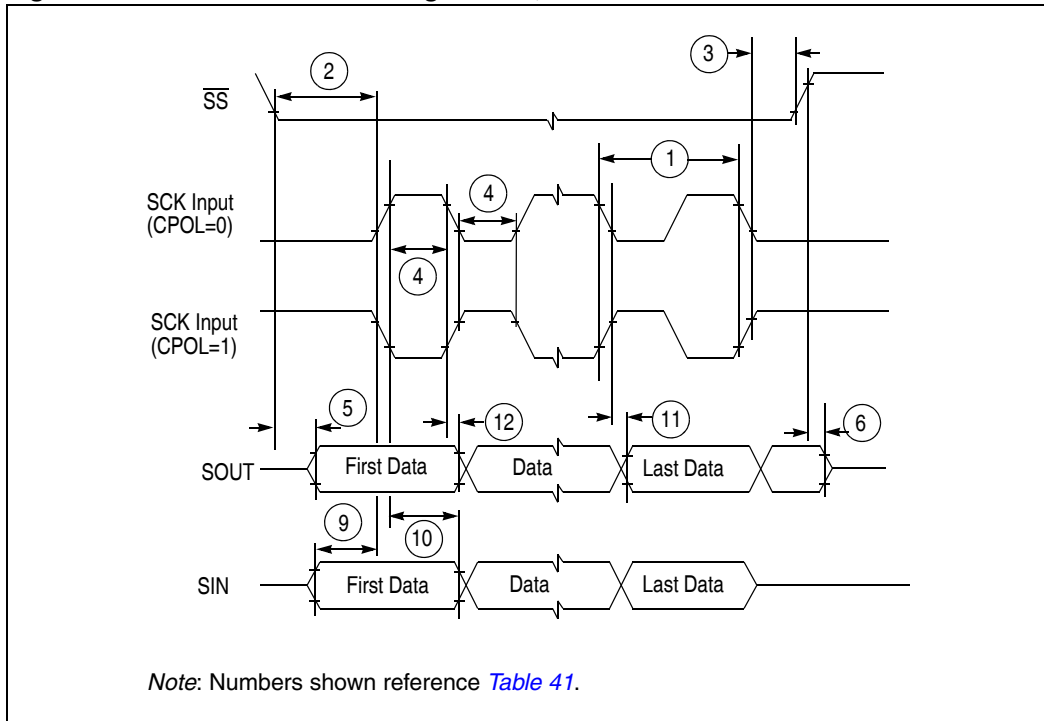 3
2
SS
1
SCK Input
(CPOL=0)
4
4
SCK Input
(CPOL=1)
5
12
11
6
SOUT
First Data
Data
Last Data
9
10
SIN
First Data
Data
Last Data
Note: Numbers shown reference Table 41.